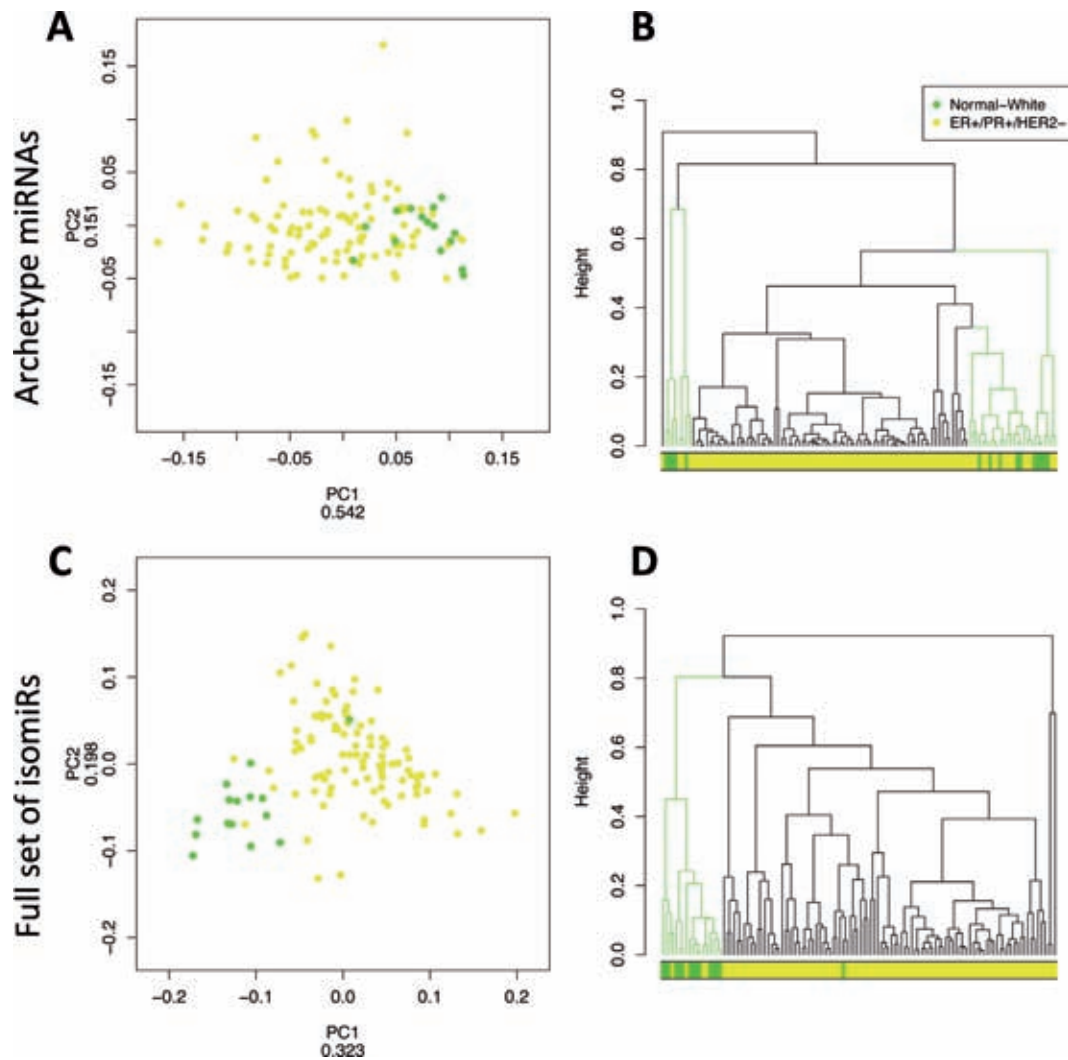 A
Archetype miRNAs
PC2
0.151
0.15
0.05
−0.05
−0.15
−0.15
−0.05
0.05
0.15
PC1
0.542
B
Normal−White
ER+/PR+/HER2−
Height
1.0
0.8
0.6
0.4
0.2
0.0
C
Full set of isomiRs
PC2
0.198
0.2
0.1
0.0
−0.1
−0.2
−0.2
−0.1
0.0
0.1
0.2
PC1
0.323
D
Height
1.0
0.8
0.6
0.4
0.2
0.0